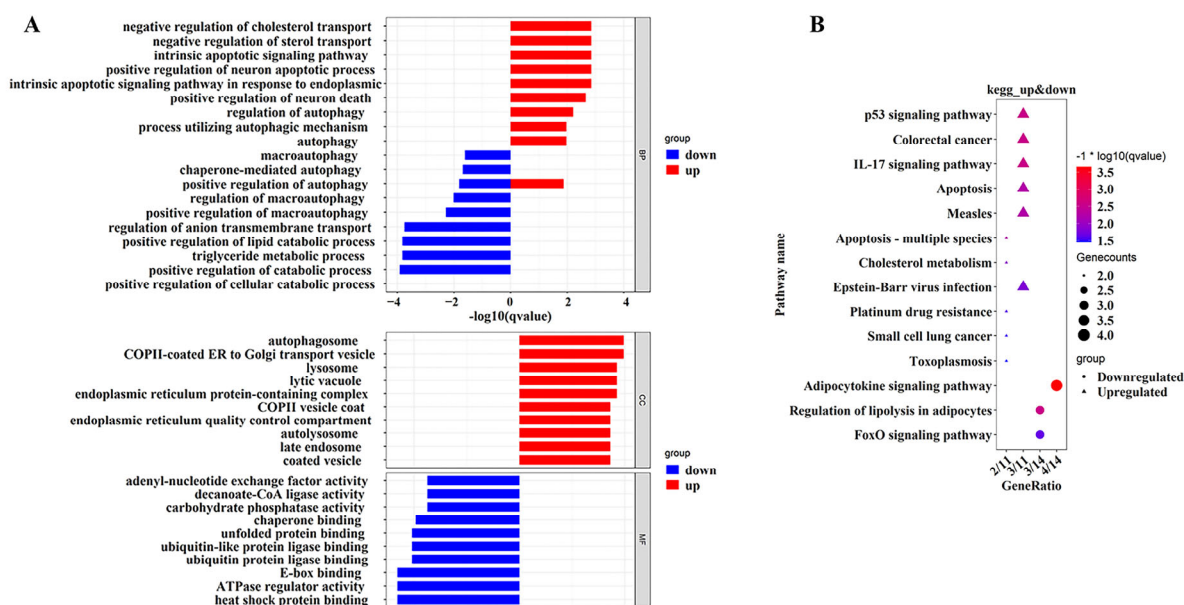 A
negative regulation of cholesterol transport
negative regulation of sterol transport
intrinsic apoptotic signaling pathway
positive regulation of neuron apoptotic process
intrinsic apoptotic signaling pathway in response to endoplasmic
positive regulation of neuron death
regulation of autophagy
process utilizing autophagic mechanism
autophagy
macroautophagy
chaperone-mediated autophagy
positive regulation of autophagy
regulation of macroautophagy
positive regulation of macroautophagy
regulation of anion transmembrane transport
positive regulation of lipid catabolic process
triglyceride metabolic process
positive regulation of catabolic process
positive regulation of cellular catabolic process
BP
−4 −2 0 2 4
-log10(qvalue)
group
down
up
autophagosome
COPII-coated ER to Golgi transport vesicle
lysosome
lytic vacuole
endoplasmic reticulum protein-containing complex
COPII vesicle coat
endoplasmic reticulum quality control compartment
autolysosome
late endosome
coated vesicle
CC
group
down
up
adenyl-nucleotide exchange factor activity
decanoate-CoA ligase activity
carbohydrate phosphatase activity
chaperone binding
unfolded protein binding
ubiquitin-like protein ligase binding
ubiquitin protein ligase binding
E-box binding
ATPase regulator activity
heat shock protein binding
MF
B
kegg_up&down
Pathway name
p53 signaling pathway
Colorectal cancer
IL-17 signaling pathway
Apoptosis
Measles
Apoptosis - multiple species
Cholesterol metabolism
Epstein-Barr virus infection
Platinum drug resistance
Small cell lung cancer
Toxoplasmosis
Adipocytokine signaling pathway
Regulation of lipolysis in adipocytes
FoxO signaling pathway
2/11 3/11 3/14 4/14
GeneRatio
-1 * log10(qvalue)
3.5
3.0
2.5
2.0
1.5
Genecounts
2.0
2.5
3.0
3.5
4.0
group
Downregulated
Upregulated